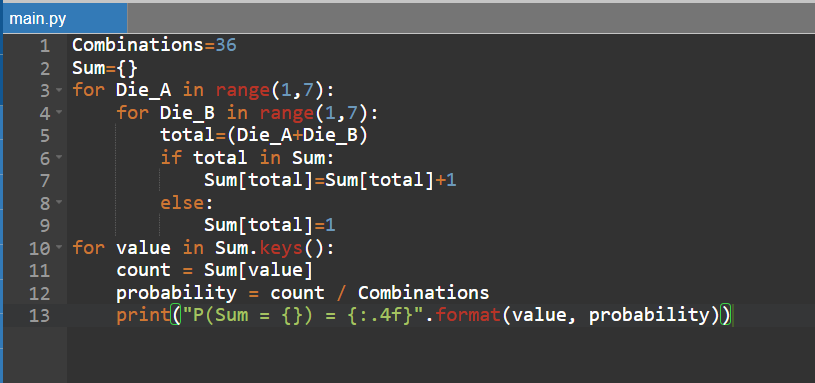 main.py
1 Combinations=36
2 Sum={}
3 for Die_A in range(1,7):
4     for Die_B in range(1,7):
5         total=(Die_A+Die_B)
6         if total in Sum:
7             Sum[total]=Sum[total]+1
8         else:
9             Sum[total]=1
10 for value in Sum.keys():
11     count = Sum[value]
12     probability = count / Combinations
13     print("P(Sum = {}) = {:.4f}".format(value, probability))